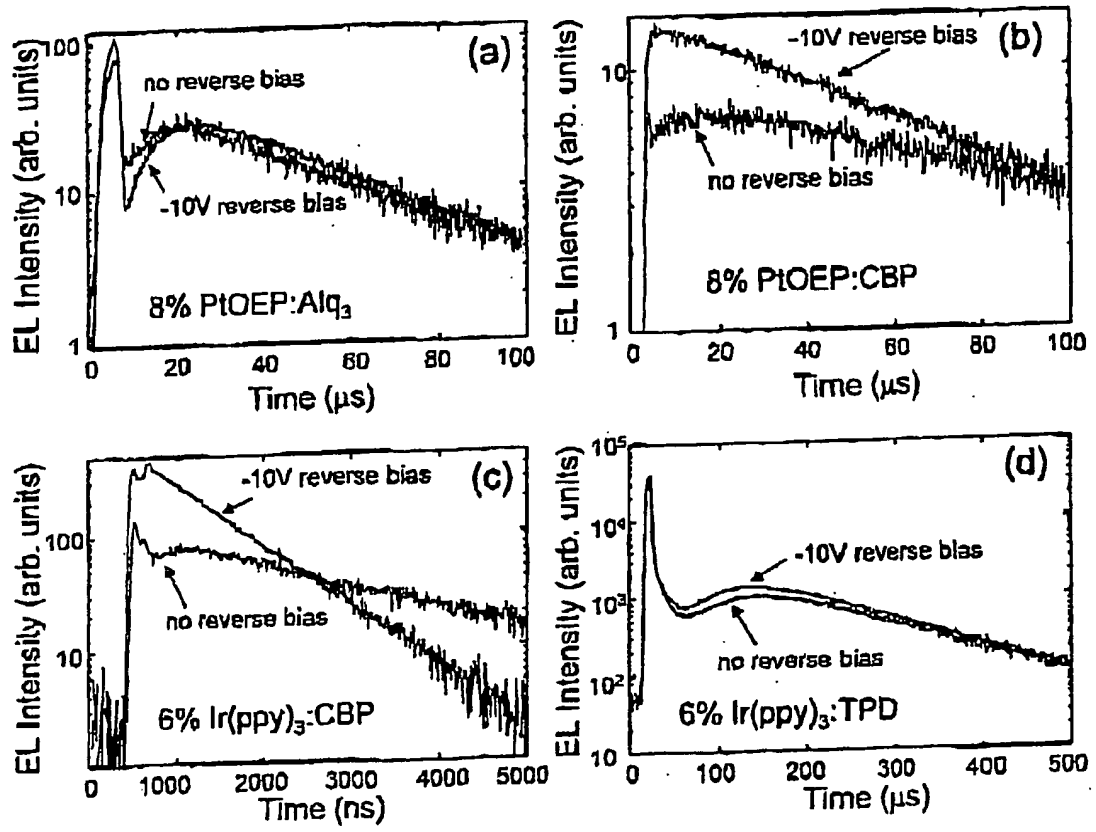 (a)
EL Intensity (arb. units)
100
10
1
no reverse bias
-10V reverse bias
8% PtOEP:Alq3
0 20 40 60 80 100
Time (μs)
(b)
EL Intensity (arb. units)
10
1
-10V reverse bias
no reverse bias
8% PtOEP:CBP
0 20 40 60 80 100
Time (μs)
(c)
EL Intensity (arb. units)
100
10
-10V reverse bias
no reverse bias
6% Ir(ppy)3:CBP
0 1000 2000 3000 4000 5000
Time (ns)
(d)
EL Intensity (arb. units)
10^5
10^4
10^3
10^2
10
-10V reverse bias
no reverse bias
6% Ir(ppy)3:TPD
0 100 200 300 400 500
Time (μs)